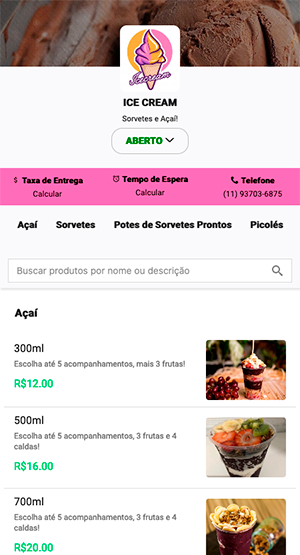 Icecream
ICE CREAM
Sorvetes e Açaí!
ABERTO
$ Taxa de Entrega
Calcular
Tempo de Espera
Calcular
Telefone
(11) 93703-6875
Açaí Sorvetes Potes de Sorvetes Prontos Picolés
Buscar produtos por nome ou descrição
Açaí
300ml
Escolha até 5 acompanhamentos, mais 3 frutas!
R$12.00
500ml
Escolha até 5 acompanhamentos, 3 frutas e 4
caldas!
R$16.00
700ml
Escolha até 5 acompanhamentos, 3 frutas e 4
caldas!
R$20.00